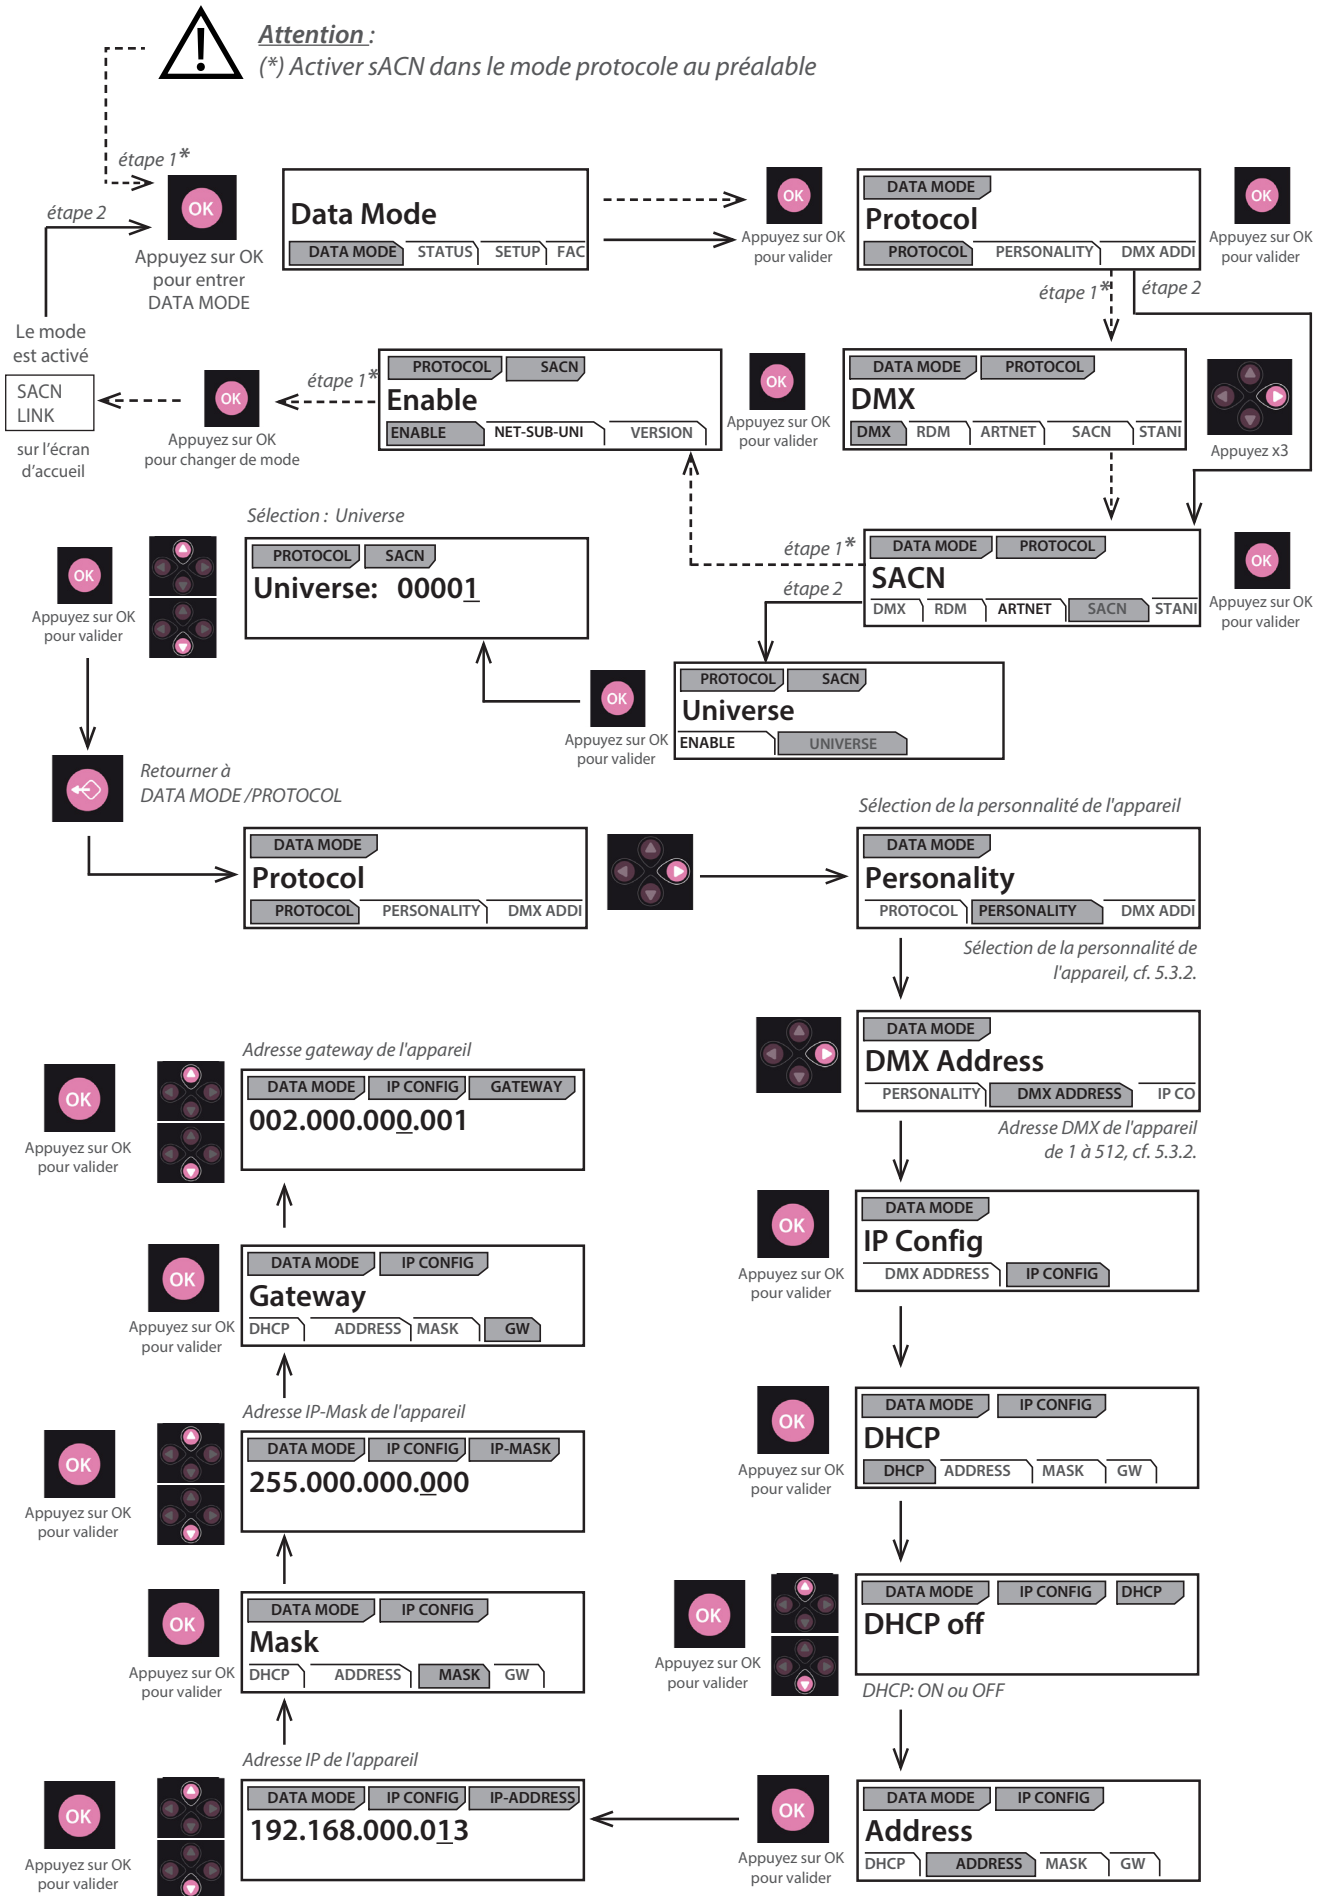 Attention :
(*) Activer sACN dans le mode protocole au préalable
étape 1*
étape 2
OK
Appuyez sur OK
pour entrer
DATA MODE
Data Mode
DATA MODE STATUS SETUP FAC
OK
Appuyez sur OK
pour valider
DATA MODE
Protocol
PROTOCOL PERSONALITY DMX ADDI
OK
Appuyez sur OK
pour valider
étape 1*
étape 2
Le mode
est activé
SACN
LINK
sur l'écran
d'accueil
OK
Appuyez sur OK
pour changer de mode
étape 1*
PROTOCOL SACN
Enable
ENABLE NET-SUB-UNI VERSION
OK
Appuyez sur OK
pour valider
DATA MODE PROTOCOL
DMX
DMX RDM ARTNET SACN STANI
Appuyez x3
étape 1*
étape 2
DATA MODE PROTOCOL
SACN
DMX RDM ARTNET SACN STANI
OK
Appuyez sur OK
pour valider
Sélection : Universe
OK
Appuyez sur OK
pour valider
PROTOCOL SACN
Universe: 00001
OK
Appuyez sur OK
pour valider
PROTOCOL SACN
Universe
ENABLE UNIVERSE
Retourner à
DATA MODE /PROTOCOL
DATA MODE
Protocol
PROTOCOL PERSONALITY DMX ADDI
Sélection de la personnalité de l'appareil
DATA MODE
Personality
PROTOCOL PERSONALITY DMX ADDI
Sélection de la personnalité de
l'appareil, cf. 5.3.2.
DATA MODE
DMX Address
PERSONALITY DMX ADDRESS IP CO
Adresse DMX de l'appareil
de 1 à 512, cf. 5.3.2.
OK
Appuyez sur OK
pour valider
DATA MODE
IP Config
DMX ADDRESS IP CONFIG
OK
Appuyez sur OK
pour valider
DATA MODE IP CONFIG
DHCP
DHCP ADDRESS MASK GW
OK
Appuyez sur OK
pour valider
DATA MODE IP CONFIG DHCP
DHCP off
DHCP: ON ou OFF
OK
Appuyez sur OK
pour valider
DATA MODE IP CONFIG
Address
DHCP ADDRESS MASK GW
Adresse gateway de l'appareil
OK
Appuyez sur OK
pour valider
DATA MODE IP CONFIG GATEWAY
002.000.000.001
OK
Appuyez sur OK
pour valider
DATA MODE IP CONFIG
Gateway
DHCP ADDRESS MASK GW
Adresse IP-Mask de l'appareil
OK
Appuyez sur OK
pour valider
DATA MODE IP CONFIG IP-MASK
255.000.000.000
OK
Appuyez sur OK
pour valider
DATA MODE IP CONFIG
Mask
DHCP ADDRESS MASK GW
Adresse IP de l'appareil
OK
Appuyez sur OK
pour valider
DATA MODE IP CONFIG IP-ADDRESS
192.168.000.013